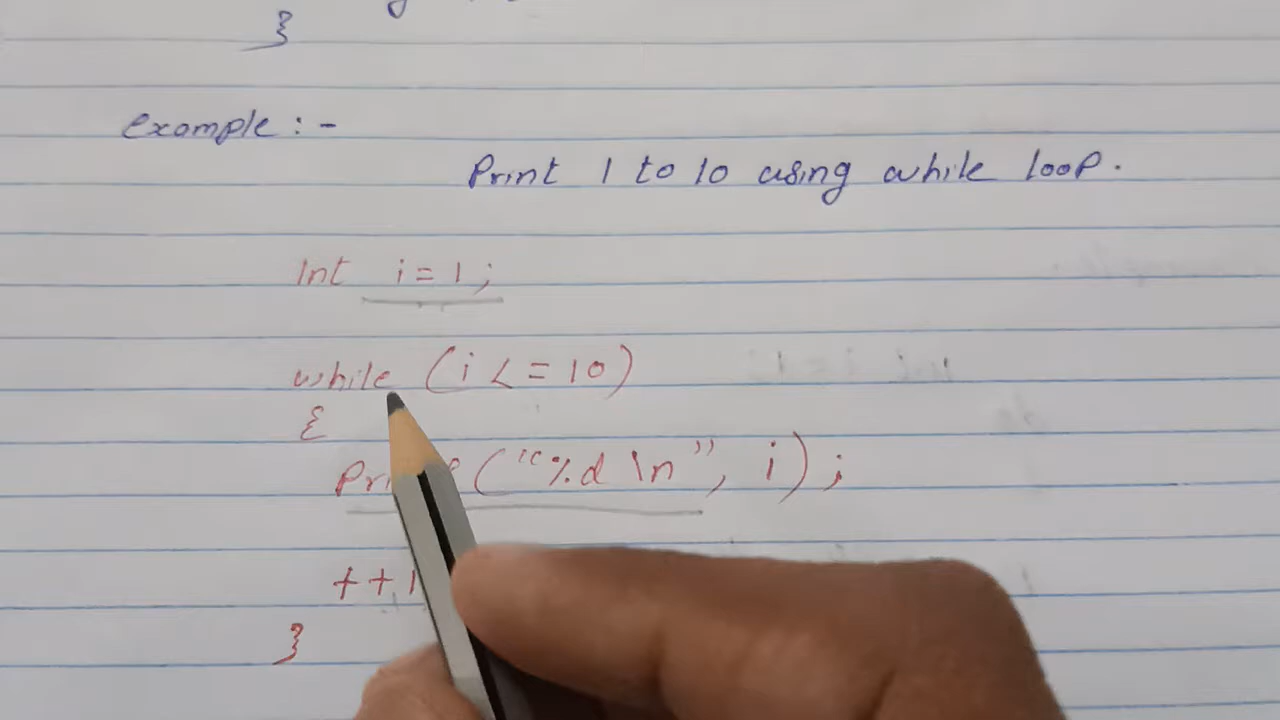 }
Example : -
Print 1 to 10 using while loop .
Int i = 1 ;
while ( i < = 10 )
{
( "%d \n" , i ) ;
+ +
}